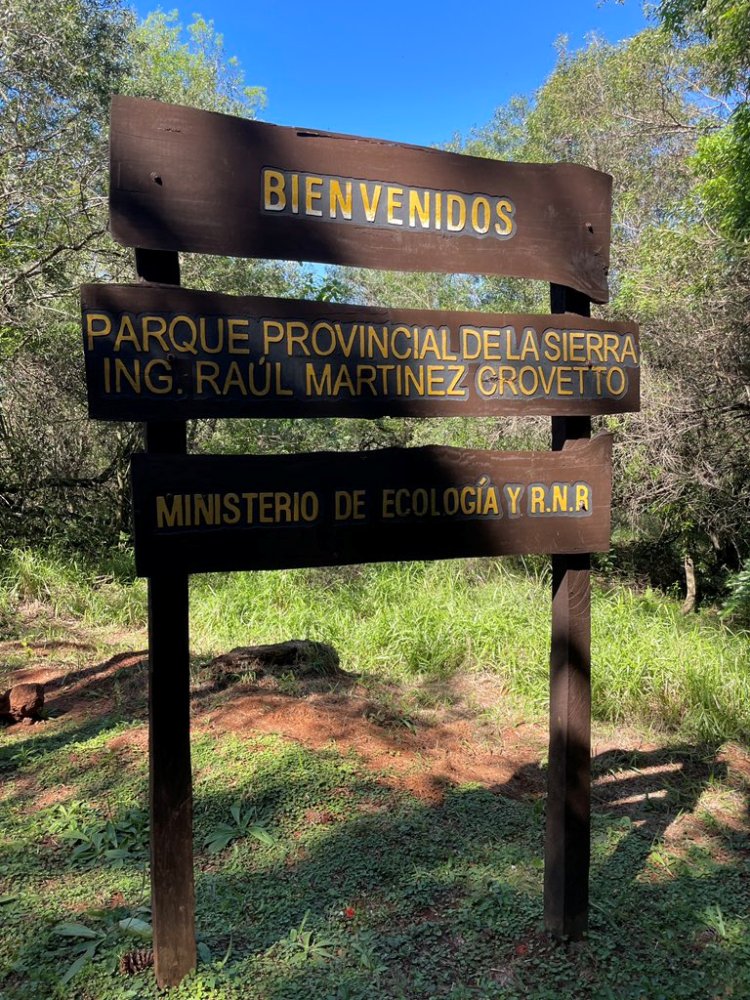 BIENVENIDOS
PARQUE PROVINCIAL DE LA SIERRA
ING. RAÚL MARTINEZ CROVETTO
MINISTERIO DE ECOLOGÍA Y R.N.R